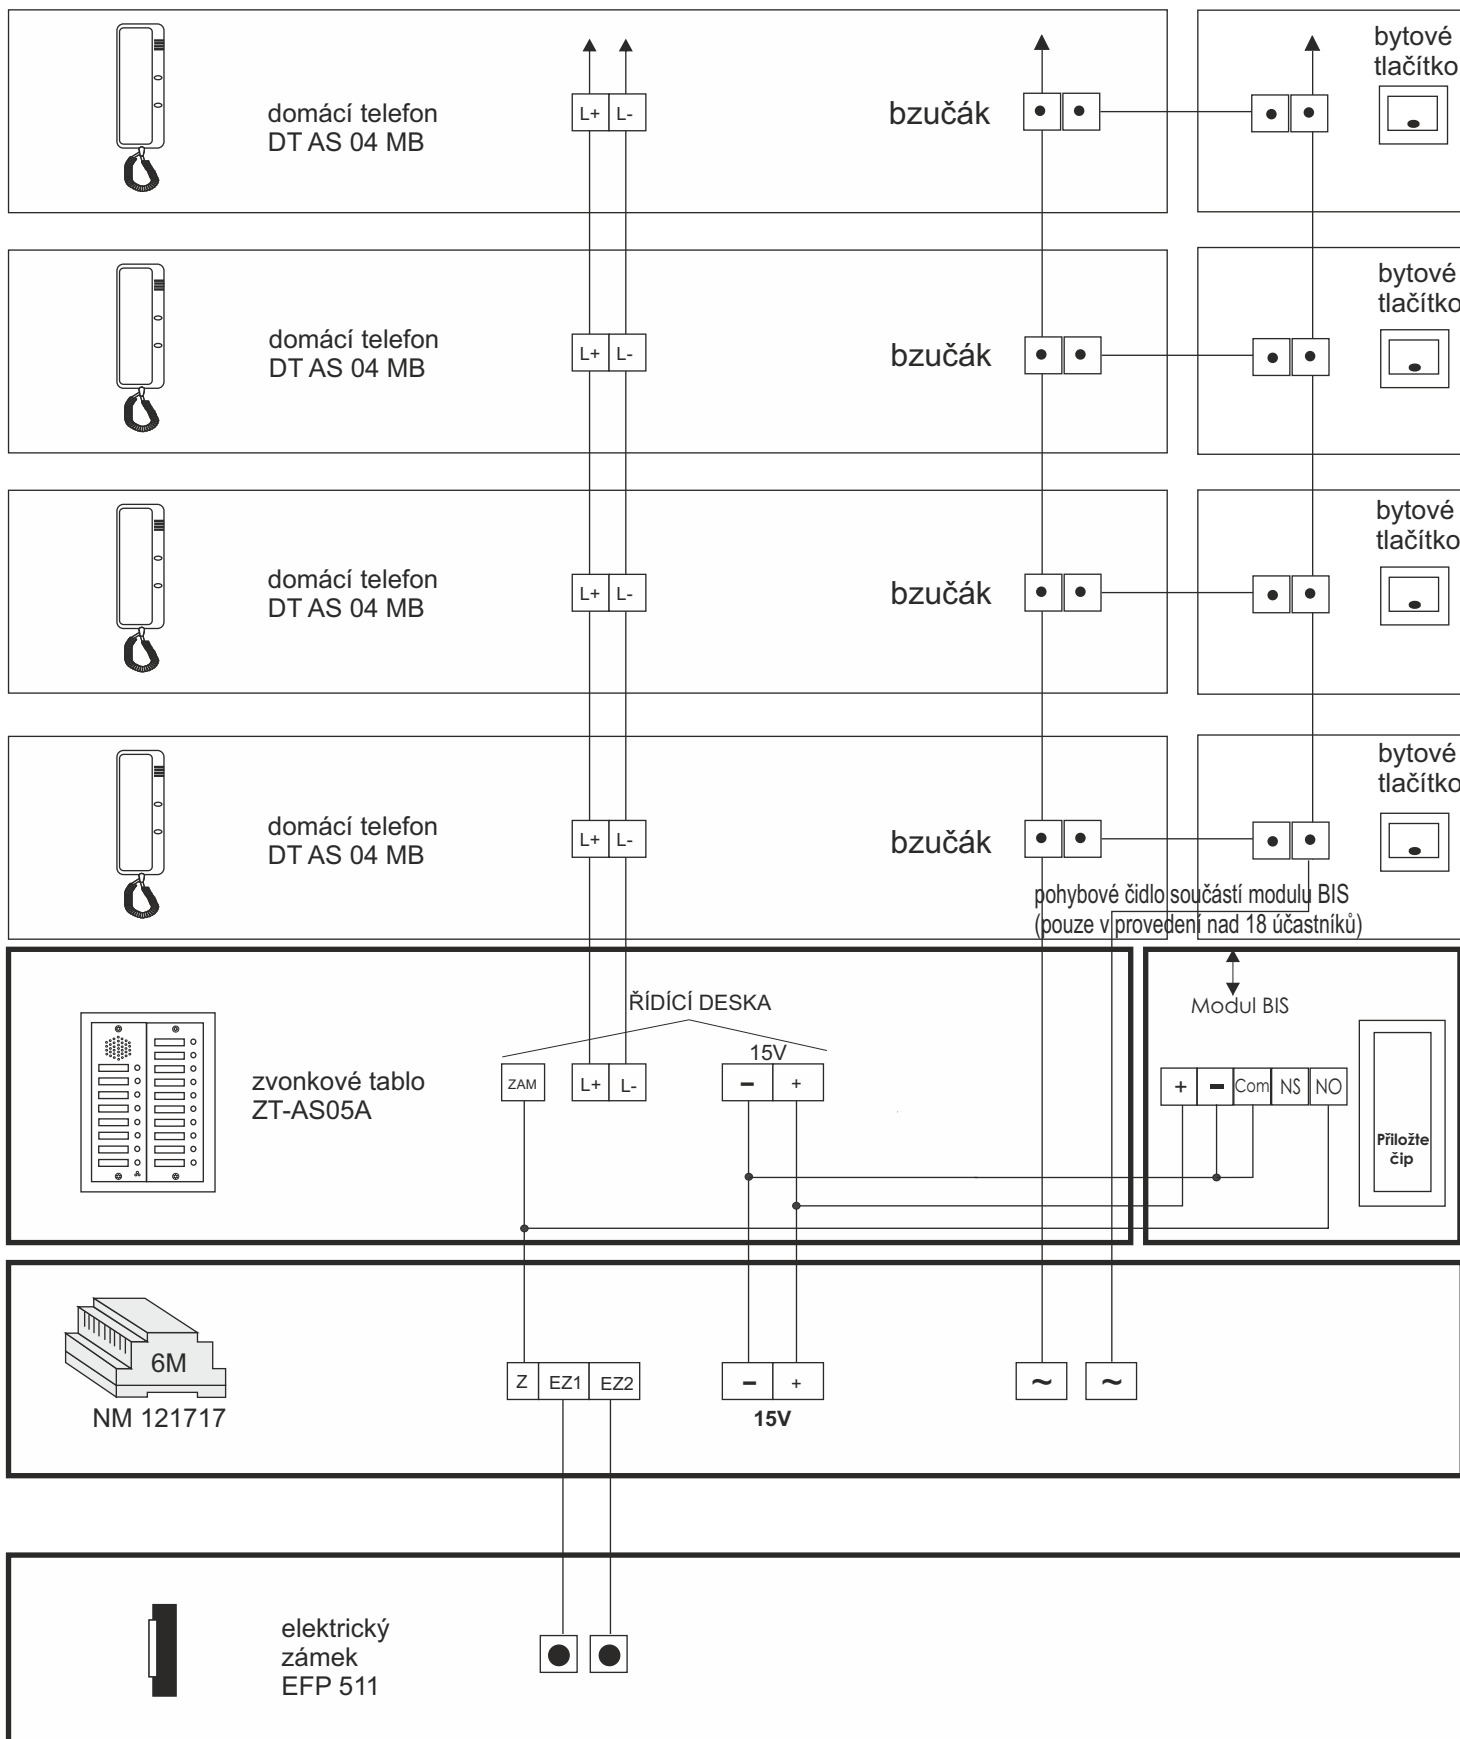 bytové
tlačítko
domácí telefon
DT AS 04 MB
L+ L-
bzučák
bytové
tlačítko
domácí telefon
DT AS 04 MB
L+ L-
bzučák
bytové
tlačítko
domácí telefon
DT AS 04 MB
L+ L-
bzučák
bytové
tlačítko
domácí telefon
DT AS 04 MB
L+ L-
bzučák
pohybové čidlo součástí modulu BIS
(pouze v provedení nad 18 účastníků)
ŘÍDÍCÍ DESKA
Modul BIS
15V
zvonkové tablo
ZT-AS05A
ZAM L+ L- − +
+ − Com NS NO
Přiložte
čip
6M
NM 121717
Z EZ1 EZ2 − + ~ ~
15V
elektrický
zámek
EFP 511